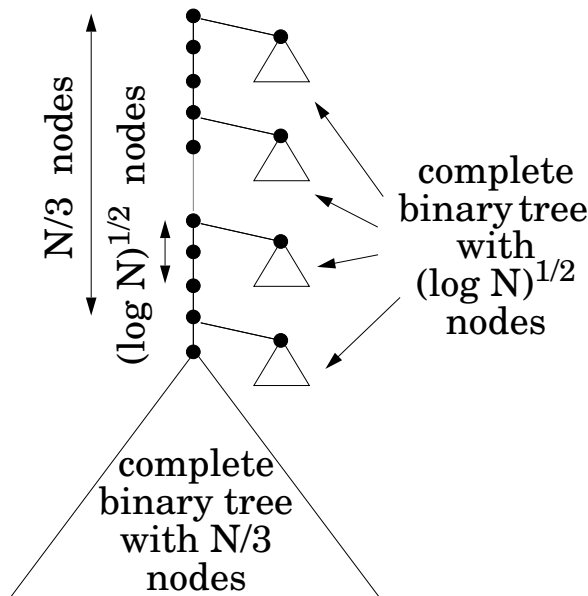 N/3 nodes
(log N)^1/2 nodes
complete
binary tree
with
(log N)^1/2
nodes
complete
binary tree
with N/3
nodes